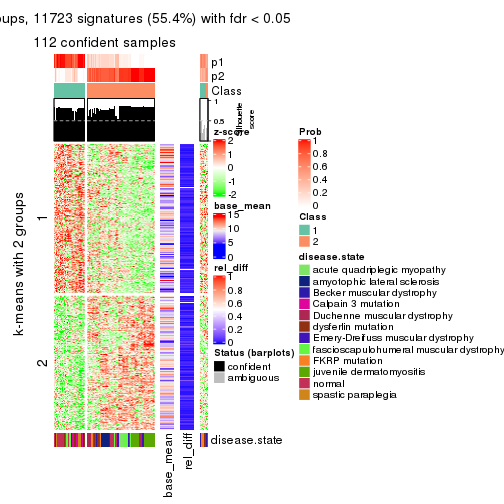 oups, 11723 signatures (55.4%) with fdr < 0.05
112 confident samples
p1
p2
Class
1
0.5
0
Silhouette
score
z-score
2
1
0
-1
-2
base_mean
15
10
5
0
rel_diff
1
0.8
0.6
0.4
0.2
0
Status (barplots)
confident
ambiguous
Prob
1
0.8
0.6
0.4
0.2
0
Class
1
2
disease.state
acute quadriplegic myopathy
amyotophic lateral sclerosis
Becker muscular dystrophy
Calpain 3 mutation
Duchenne muscular dystrophy
dysferlin mutation
Emery-Dreifuss muscular dystrophy
fascioscapulohumeral muscular dystrophy
FKRP mutation
juvenile dermatomyositis
normal
spastic paraplegia
k-means with 2 groups
1
2
disease.state
base_mean
rel_diff